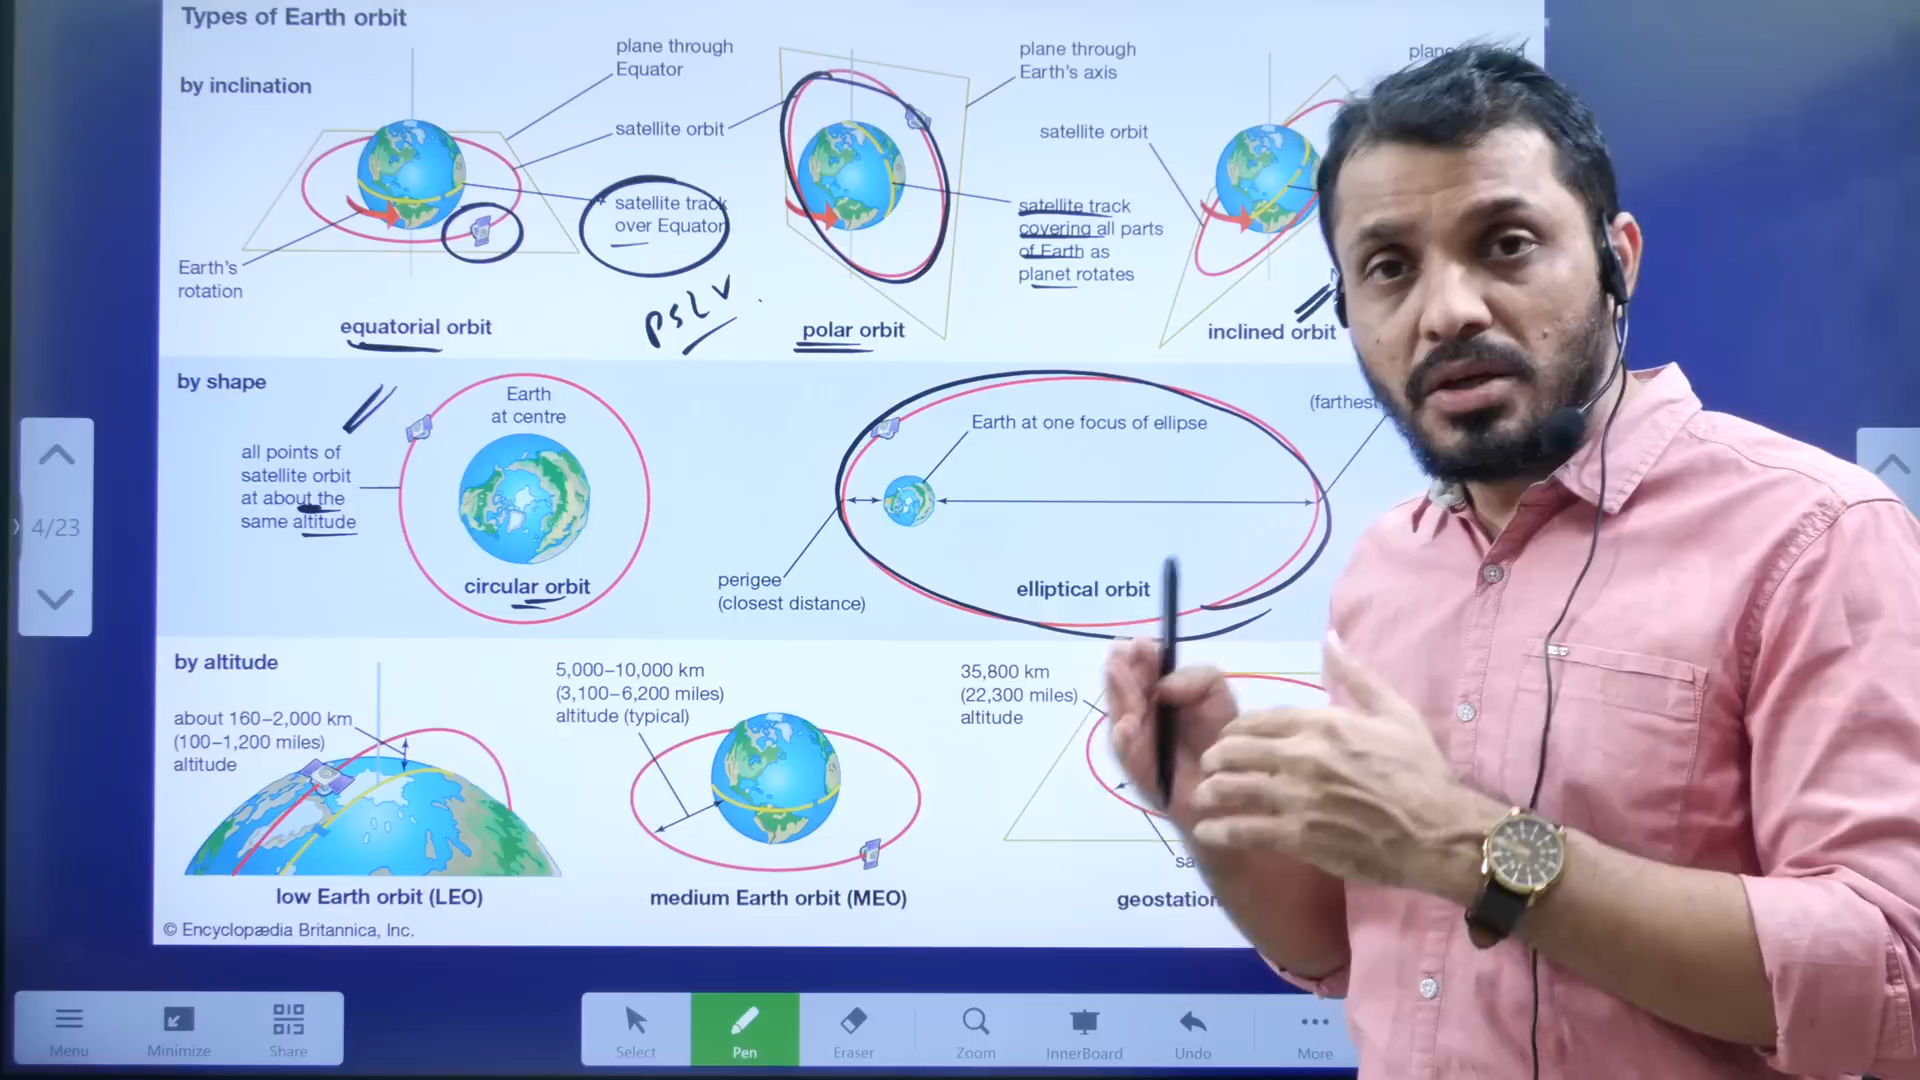 Types of Earth orbit
by inclination
plane through
Equator
satellite orbit
satellite track
over Equator
Earth's
rotation
equatorial orbit
PSLV
plane through
Earth's axis
satellite track
covering all parts
of Earth as
planet rotates
polar orbit
satellite orbit
inclined orbit
by shape
all points of
satellite orbit
at about the
same altitude
Earth
at centre
circular orbit
Earth at one focus of ellipse
perigee
(closest distance)
elliptical orbit
(farthest
by altitude
about 160–2,000 km
(100–1,200 miles)
altitude
low Earth orbit (LEO)
5,000–10,000 km
(3,100–6,200 miles)
altitude (typical)
medium Earth orbit (MEO)
35,800 km
(22,300 miles)
altitude
© Encyclopædia Britannica, Inc.
4/23
Menu
Minimize
Share
Select
Pen
Eraser
Zoom
InnerBoard
Undo
More